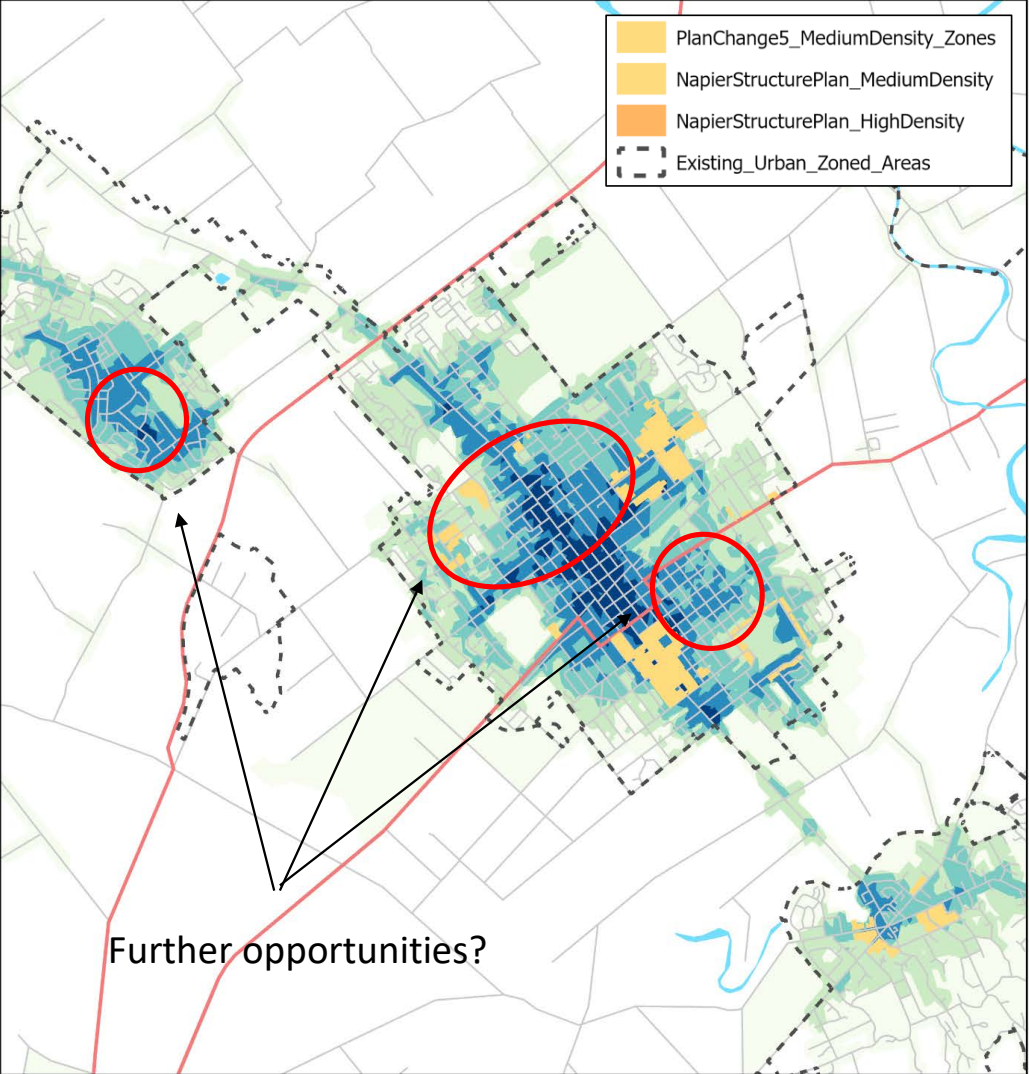 PlanChange5_MediumDensity_Zones
NapierStructurePlan_MediumDensity
NapierStructurePlan_HighDensity
Existing_Urban_Zoned_Areas
Further opportunities?